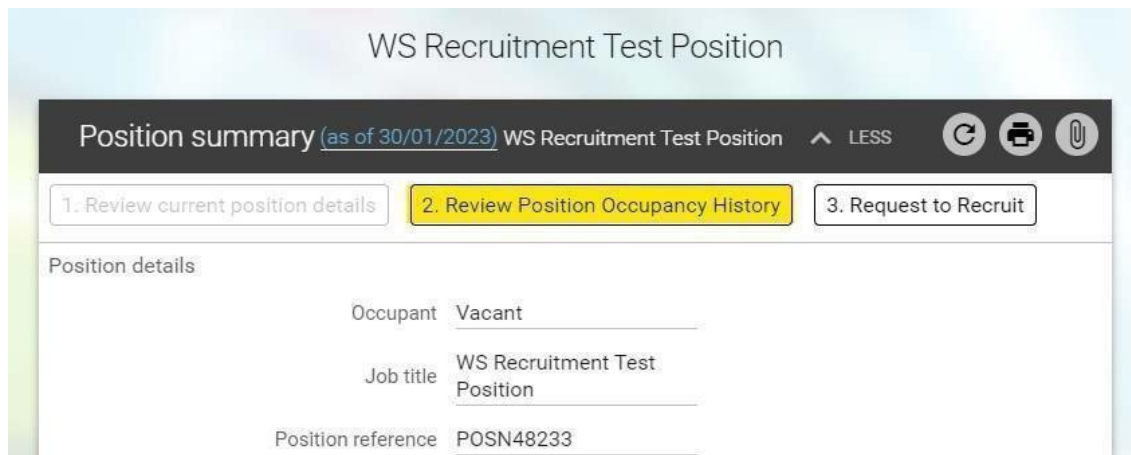 WS Recruitment Test Position
Position summary (as of 30/01/2023) WS Recruitment Test Position LESS
1. Review current position details 2. Review Position Occupancy History 3. Request to Recruit
Position details
Occupant Vacant
Job title WS Recruitment Test
Position
Position reference POSN48233